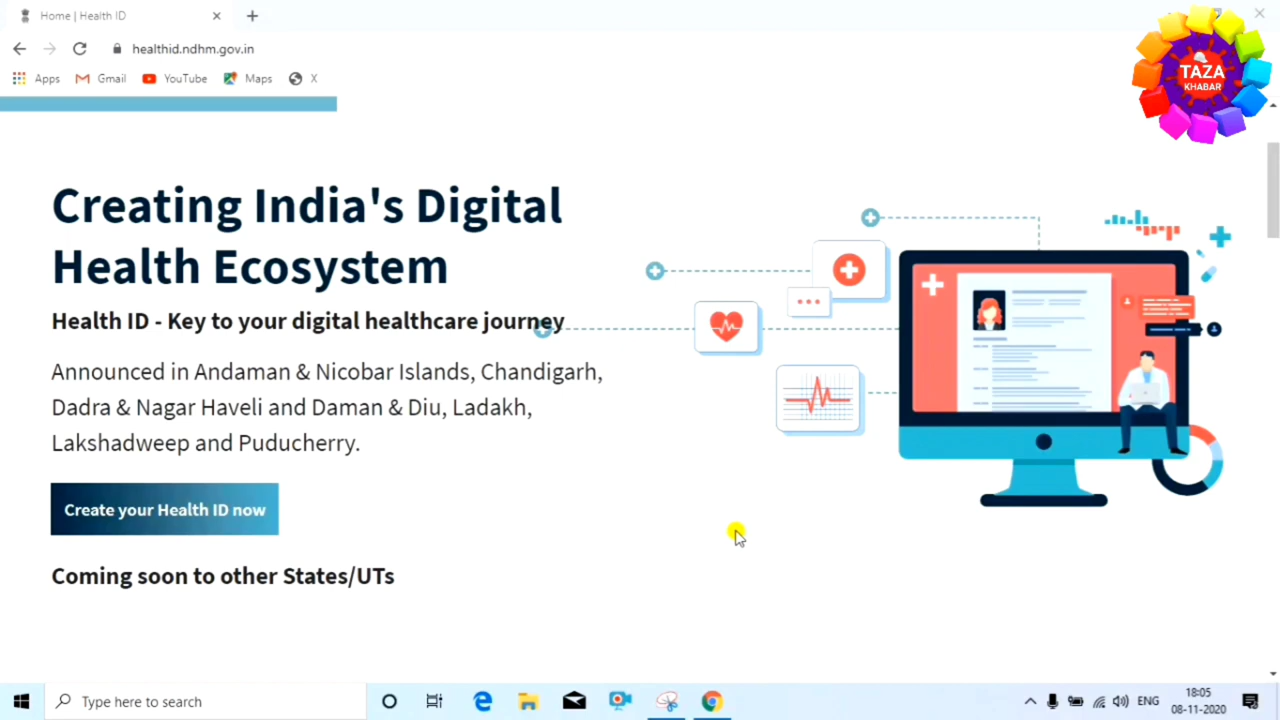 Home | Health ID
healthid.ndhm.gov.in
Apps Gmail YouTube Maps X
TAZA
KHABAR
Creating India's Digital
Health Ecosystem
Health ID - Key to your digital healthcare journey
Announced in Andaman & Nicobar Islands, Chandigarh,
Dadra & Nagar Haveli and Daman & Diu, Ladakh,
Lakshadweep and Puducherry.
Create your Health ID now
Coming soon to other States/UTs
Type here to search
ENG
18:05
08-11-2020